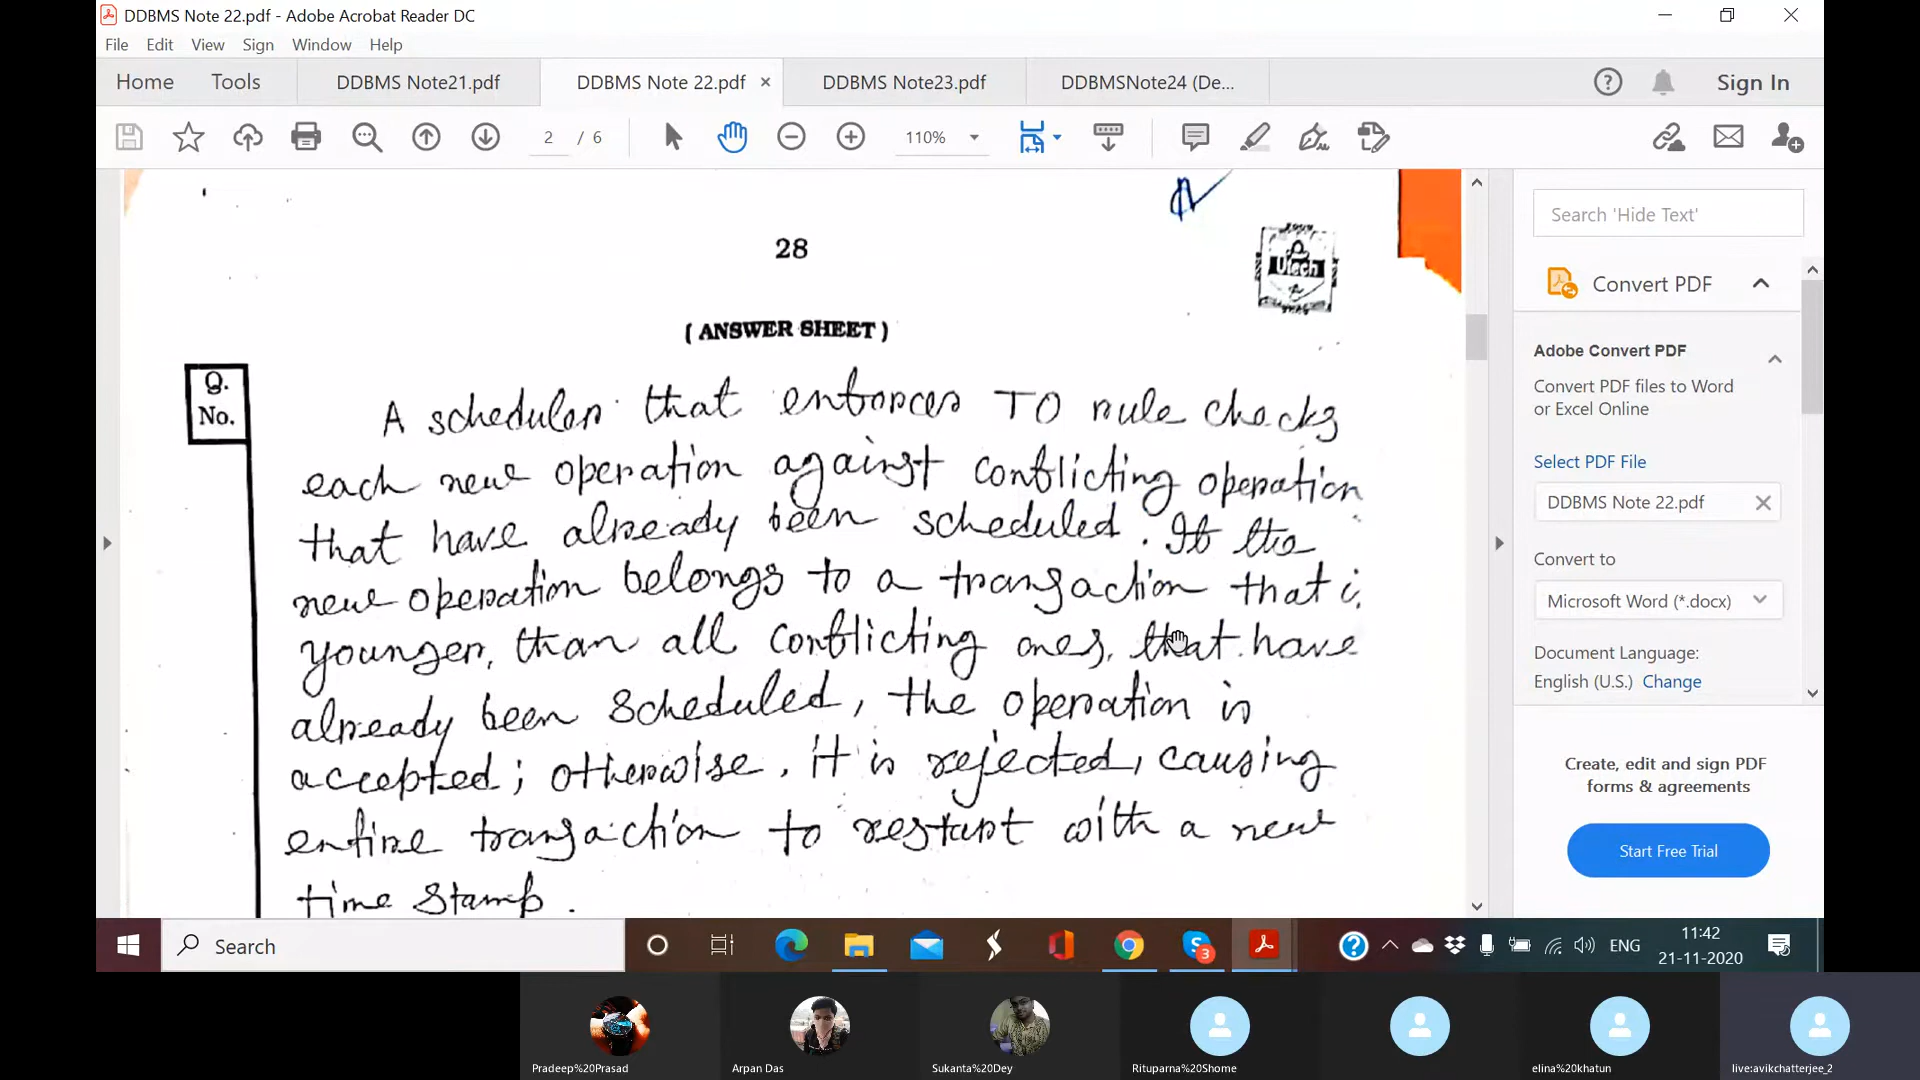 DDBMS Note 22.pdf - Adobe Acrobat Reader DC
File Edit View Sign Window Help
Home Tools DDBMS Note21.pdf DDBMS Note 22.pdf × DDBMS Note23.pdf DDBMSNote24 (De... Sign In
2 / 6 110%
Search 'Hide Text'
28
Utech
( ANSWER SHEET )
Q.
No.
A scheduler that enforces TO rule checks
each new operation against conflicting operation
that have already been scheduled. If the
new operation belongs to a transaction that is
younger, than all conflicting ones, that have
already been scheduled, the operation is
accepted; otherwise, it is rejected, causing
entire transaction to restart with a new
time stamp.
Convert PDF
Adobe Convert PDF
Convert PDF files to Word
or Excel Online
Select PDF File
DDBMS Note 22.pdf
Convert to
Microsoft Word (*.docx)
Document Language:
English (U.S.) Change
Create, edit and sign PDF
forms & agreements
Start Free Trial
Search
3
ENG
11:42
21-11-2020
Pradeep%20Prasad Arpan Das Sukanta%20Dey Rituparna%20Shome elina%20khatun live:avikchatterjee_2